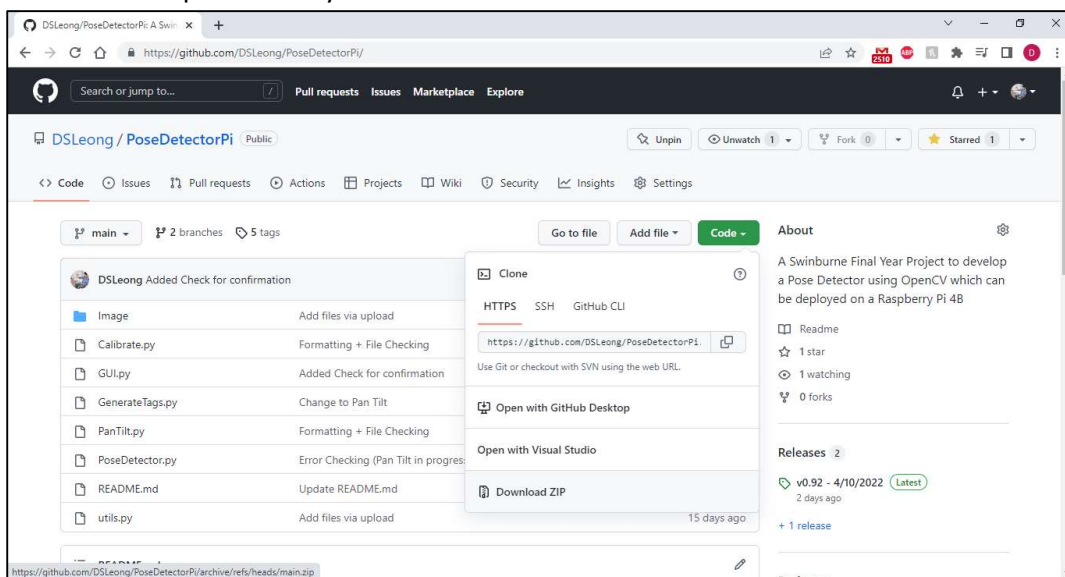 DSLeong/PoseDetectorPi: A Swin
https://github.com/DSLeong/PoseDetectorPi/
2510
ABP
D
Search or jump to... / Pull requests Issues Marketplace Explore
DSLeong / PoseDetectorPi Public
Unpin Unwatch 1 Fork 0 Starred 1
Code Issues Pull requests Actions Projects Wiki Security Insights Settings
main 2 branches 5 tags Go to file Add file Code
DSLeong Added Check for confirmation
Image Add files via upload
Calibrate.py Formatting + File Checking
GUI.py Added Check for confirmation
GenerateTags.py Change to Pan Tilt
PanTilt.py Formatting + File Checking
PoseDetector.py Error Checking (Pan Tilt in progres
README.md Update README.md
utils.py Add files via upload 15 days ago
Clone
HTTPS SSH GitHub CLI
https://github.com/DSLeong/PoseDetectorPi.
Use Git or checkout with SVN using the web URL.
Open with GitHub Desktop
Open with Visual Studio
Download ZIP
About
A Swinburne Final Year Project to develop
a Pose Detector using OpenCV which can
be deployed on a Raspberry Pi 4B
Readme
1 star
1 watching
0 forks
Releases 2
v0.92 - 4/10/2022 Latest
2 days ago
+ 1 release
https://github.com/DSLeong/PoseDetectorPi/archive/refs/heads/main.zip